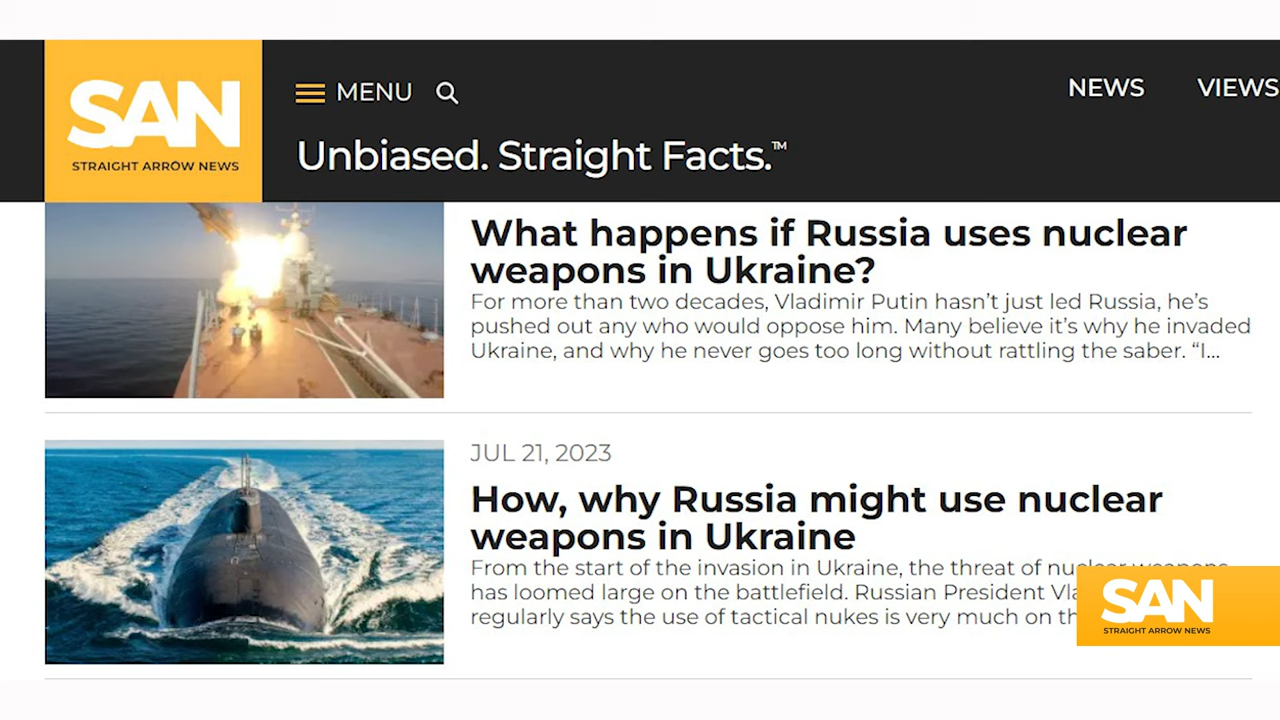 SAN
STRAIGHT ARROW NEWS
MENU
NEWS
VIEWS
Unbiased. Straight Facts.™
What happens if Russia uses nuclear
weapons in Ukraine?
For more than two decades, Vladimir Putin hasn’t just led Russia, he’s
pushed out any who would oppose him. Many believe it’s why he invaded
Ukraine, and why he never goes too long without rattling the saber. “I...
JUL 21, 2023
How, why Russia might use nuclear
weapons in Ukraine
From the start of the invasion in Ukraine, the threat of nuclear weapons
has loomed large on the battlefield. Russian President
regularly says the use of tactical nukes is very much on
SAN
STRAIGHT ARROW NEWS